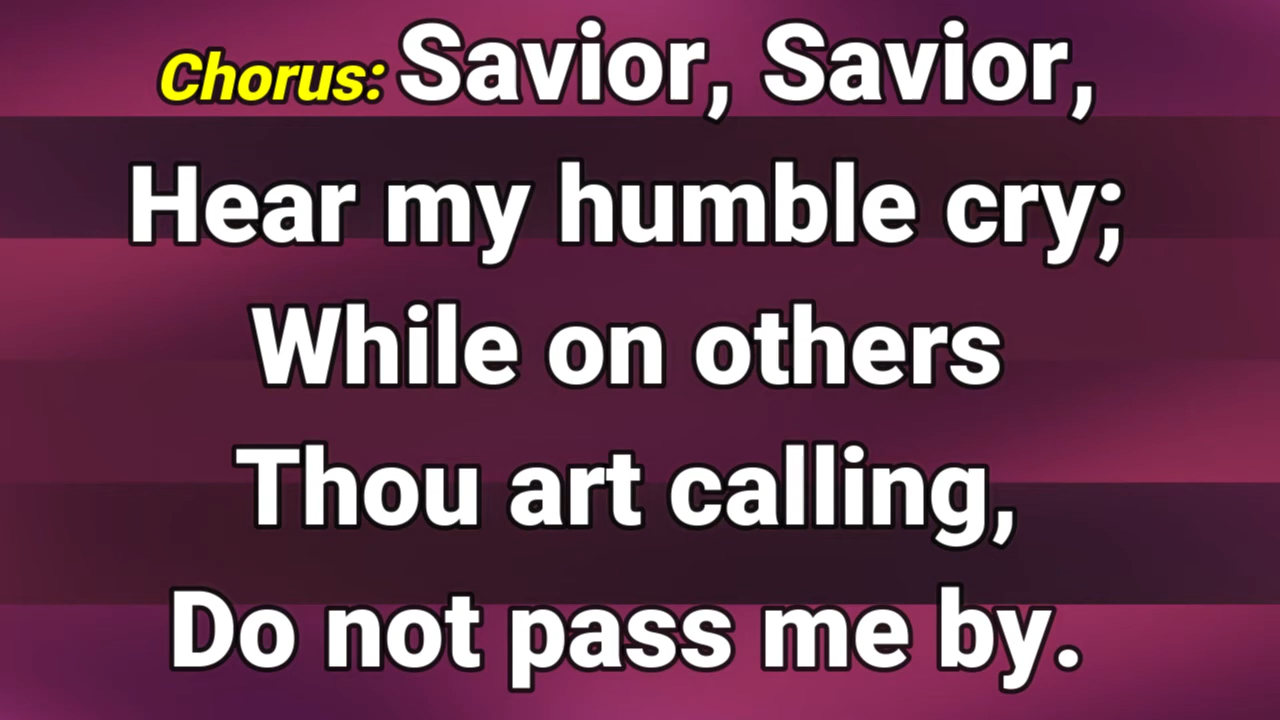 Chorus: Savior, Savior,
Hear my humble cry;
While on others
Thou art calling,
Do not pass me by.